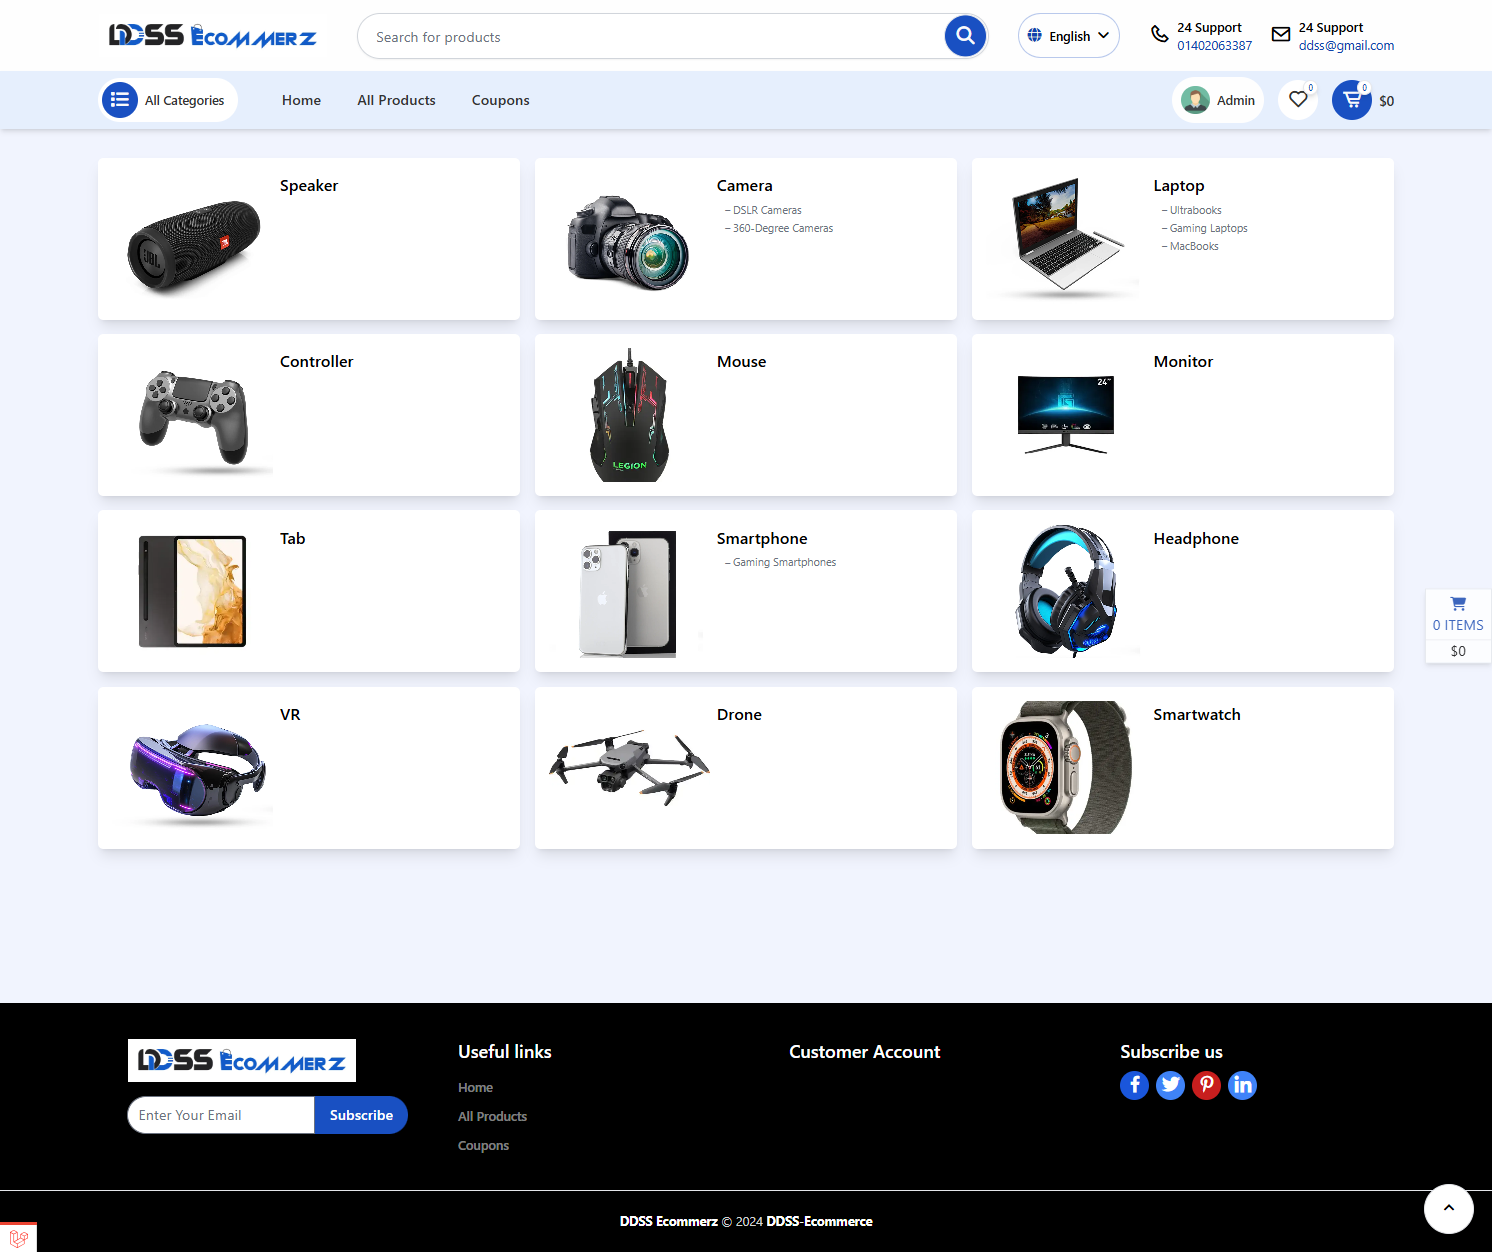 DDSS ECOMMERZ
Search for products
English
24 Support
01402063387
24 Support
ddss@gmail.com
All Categories
Home
All Products
Coupons
Admin
0
0
$0
Speaker
JBL
Camera
– DSLR Cameras
– 360-Degree Cameras
Laptop
– Ultrabooks
– Gaming Laptops
– MacBooks
Controller
Mouse
LEGION
Monitor
24"
Tab
Smartphone
– Gaming Smartphones
Headphone
0 ITEMS
$0
VR
Drone
Smartwatch
DDSS ECOMMERZ
Enter Your Email
Subscribe
Useful links
Home
All Products
Coupons
Customer Account
Subscribe us
DDSS Ecommerz © 2024 DDSS-Ecommerce